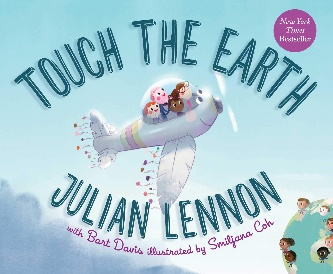 New York
Times
Bestseller
TOUCH THE EARTH
JULIAN LENNON
with Bart Davis illustrated by Smiljana Coh